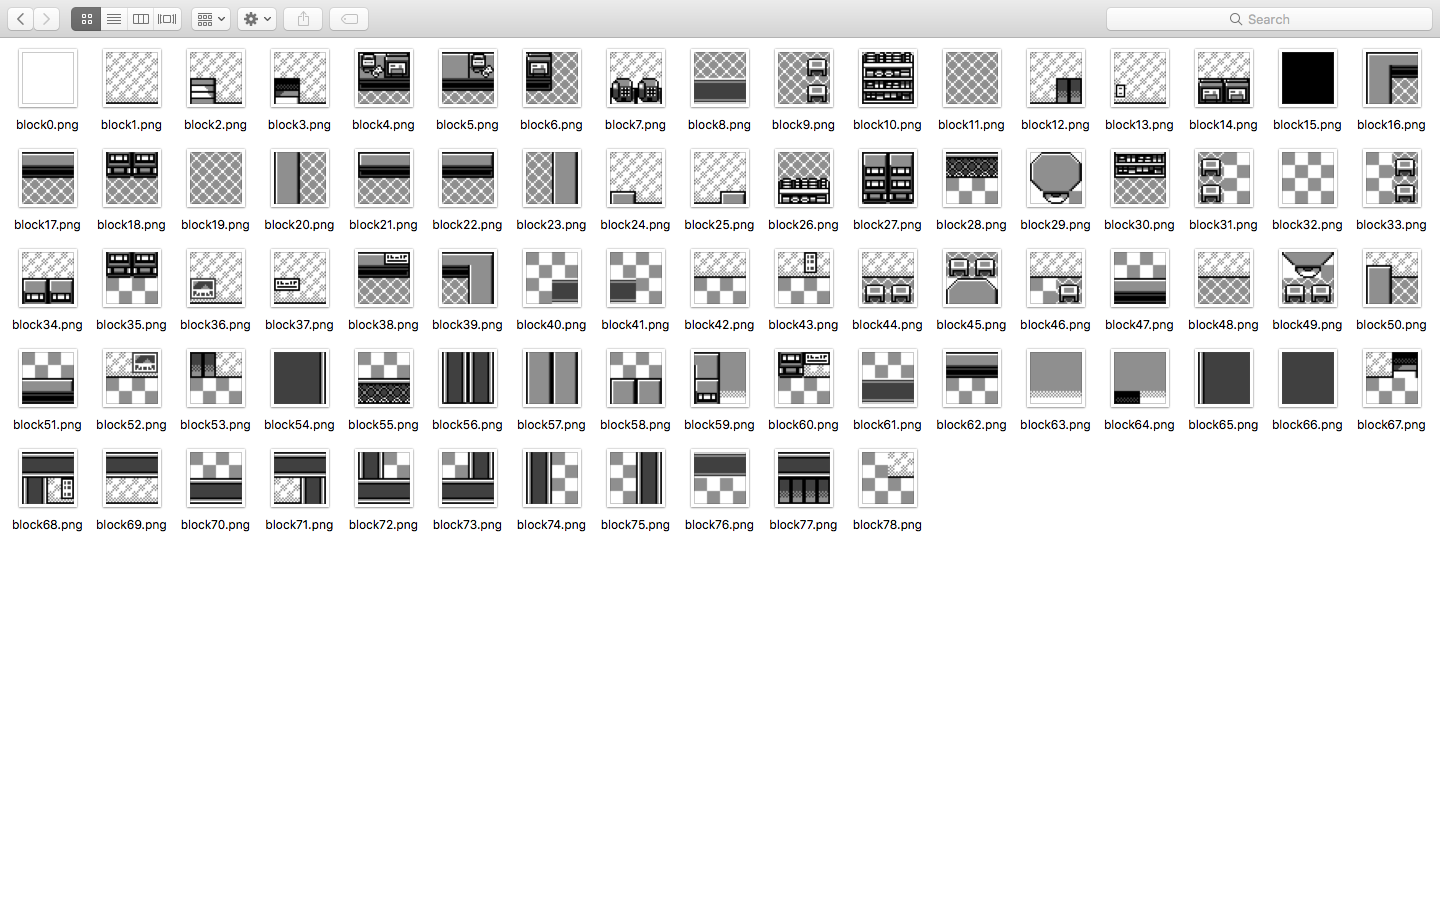 Search
block0.png block1.png block2.png block3.png block4.png block5.png block6.png block7.png block8.png block9.png block10.png block11.png block12.png block13.png block14.png block15.png block16.png
block17.png block18.png block19.png block20.png block21.png block22.png block23.png block24.png block25.png block26.png block27.png block28.png block29.png block30.png block31.png block32.png block33.png
block34.png block35.png block36.png block37.png block38.png block39.png block40.png block41.png block42.png block43.png block44.png block45.png block46.png block47.png block48.png block49.png block50.png
block51.png block52.png block53.png block54.png block55.png block56.png block57.png block58.png block59.png block60.png block61.png block62.png block63.png block64.png block65.png block66.png block67.png
block68.png block69.png block70.png block71.png block72.png block73.png block74.png block75.png block76.png block77.png block78.png